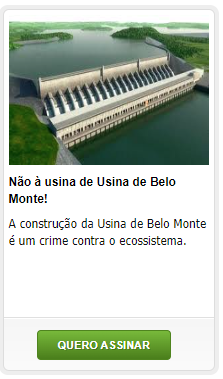 Não à usina de Usina de Belo
Monte!
A construção da Usina de Belo Monte
é um crime contra o ecossistema.
QUERO ASSINAR